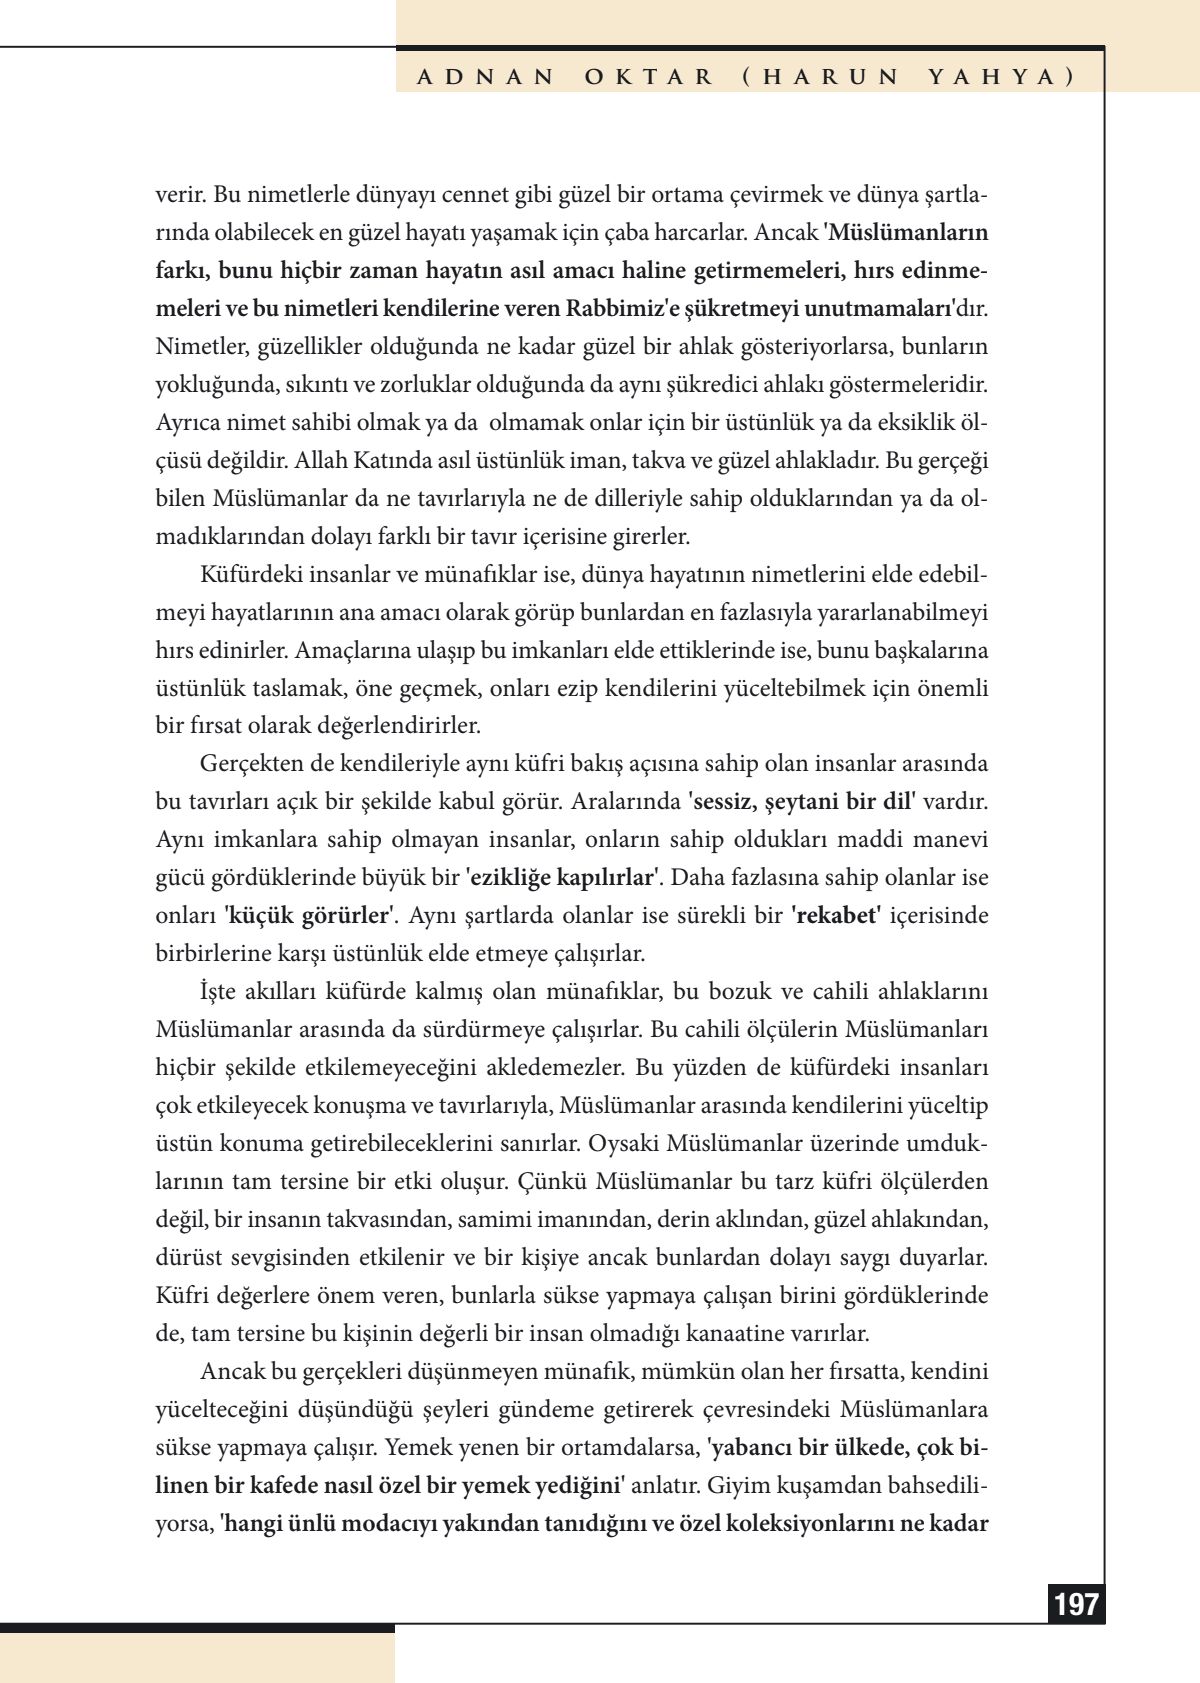 ADNAN OKTAR (HARUN YAHYA)
verir. Bu nimetlerle dünyayı cennet gibi güzel bir ortama çevirmek ve dünya şartla-
rında olabilecek en güzel hayatı yaşamak için çaba harcarlar. Ancak 'Müslümanların
farkı, bunu hiçbir zaman hayatın asıl amacı haline getirmemeleri, hırs edinme-
meleri ve bu nimetleri kendilerine veren Rabbimiz'e şükretmeyi unutmamaları'dır.
Nimetler, güzellikler olduğunda ne kadar güzel bir ahlak gösteriyorlarsa, bunların
yokluğunda, sıkıntı ve zorluklar olduğunda da aynı şükredici ahlakı göstermeleridir.
Ayrıca nimet sahibi olmak ya da olmamak onlar için bir üstünlük ya da eksiklik öl-
çüsü değildir. Allah Katında asıl üstünlük iman, takva ve güzel ahlakladır. Bu gerçeği
bilen Müslümanlar da ne tavırlarıyla ne de dilleriyle sahip olduklarından ya da ol-
madıklarından dolayı farklı bir tavır içerisine girerler.
Küfürdeki insanlar ve münafıklar ise, dünya hayatının nimetlerini elde edebil-
meyi hayatlarının ana amacı olarak görüp bunlardan en fazlasıyla yararlanabilmeyi
hırs edinirler. Amaçlarına ulaşıp bu imkanları elde ettiklerinde ise, bunu başkalarına
üstünlük taslamak, öne geçmek, onları ezip kendilerini yüceltebilmek için önemli
bir fırsat olarak değerlendirirler.
Gerçekten de kendileriyle aynı küfri bakış açısına sahip olan insanlar arasında
bu tavırları açık bir şekilde kabul görür. Aralarında 'sessiz, şeytani bir dil' vardır.
Aynı imkanlara sahip olmayan insanlar, onların sahip oldukları maddi manevi
gücü gördüklerinde büyük bir 'ezikliğe kapılırlar'. Daha fazlasına sahip olanlar ise
onları 'küçük görürler'. Aynı şartlarda olanlar ise sürekli bir 'rekabet' içerisinde
birbirlerine karşı üstünlük elde etmeye çalışırlar.
İşte akılları küfürde kalmış olan münafıklar, bu bozuk ve cahili ahlaklarını
Müslümanlar arasında da sürdürmeye çalışırlar. Bu cahili ölçülerin Müslümanları
hiçbir şekilde etkilemeyeceğini akledemezler. Bu yüzden de küfürdeki insanları
çok etkileyecek konuşma ve tavırlarıyla, Müslümanlar arasında kendilerini yüceltip
üstün konuma getirebileceklerini sanırlar. Oysaki Müslümanlar üzerinde umduk-
larının tam tersine bir etki oluşur. Çünkü Müslümanlar bu tarz küfri ölçülerden
değil, bir insanın takvasından, samimi imanından, derin aklından, güzel ahlakından,
dürüst sevgisinden etkilenir ve bir kişiye ancak bunlardan dolayı saygı duyarlar.
Küfri değerlere önem veren, bunlarla sükse yapmaya çalışan birini gördüklerinde
de, tam tersine bu kişinin değerli bir insan olmadığı kanaatine varırlar.
Ancak bu gerçekleri düşünmeyen münafık, mümkün olan her fırsatta, kendini
yücelteceğini düşündüğü şeyleri gündeme getirerek çevresindeki Müslümanlara
sükse yapmaya çalışır. Yemek yenen bir ortamdalarsa, 'yabancı bir ülkede, çok bi-
linen bir kafede nasıl özel bir yemek yediğini' anlatır. Giyim kuşamdan bahsedili-
yorsa, 'hangi ünlü modacıyı yakından tanıdığını ve özel koleksiyonlarını ne kadar
197